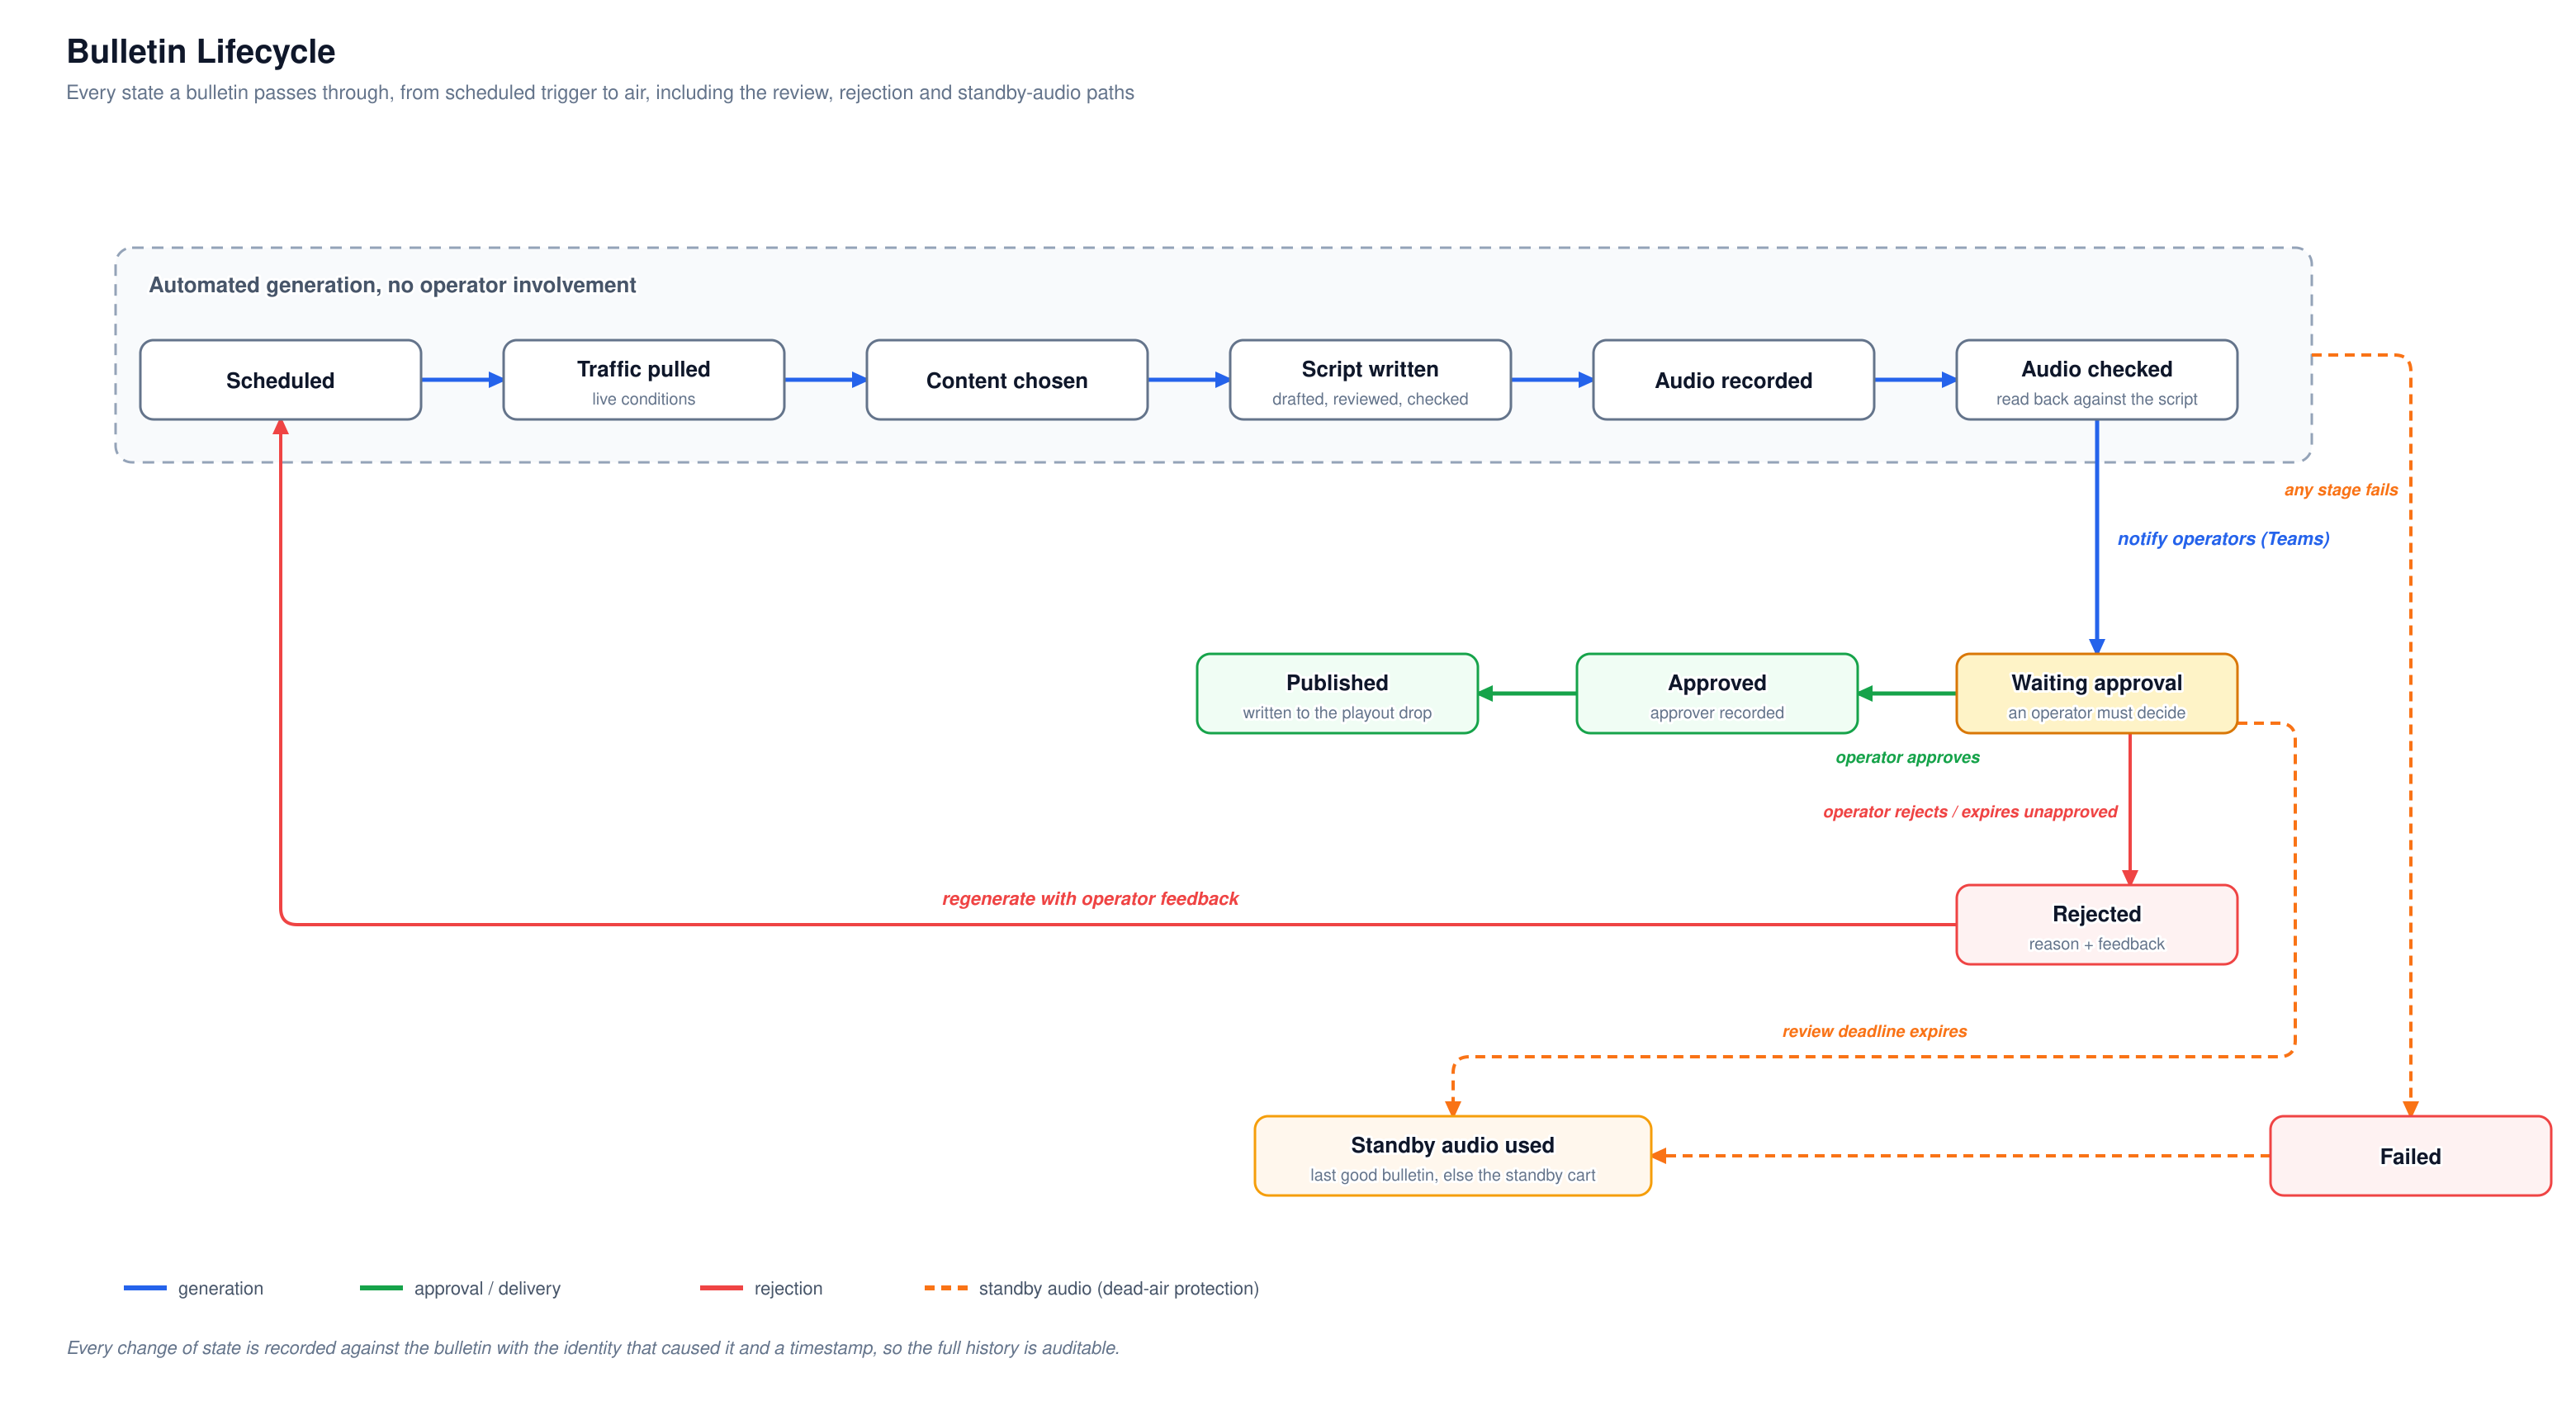 Bulletin Lifecycle
Every state a bulletin passes through, from scheduled trigger to air, including the review, rejection and standby-audio paths
Automated generation, no operator involvement
Scheduled
Traffic pulled
live conditions
Content chosen
Script written
drafted, reviewed, checked
Audio recorded
Audio checked
read back against the script
any stage fails
notify operators (Teams)
Published
written to the playout drop
Approved
approver recorded
Waiting approval
an operator must decide
operator approves
operator rejects / expires unapproved
regenerate with operator feedback
Rejected
reason + feedback
review deadline expires
Standby audio used
last good bulletin, else the standby cart
Failed
generation
approval / delivery
rejection
standby audio (dead-air protection)
Every change of state is recorded against the bulletin with the identity that caused it and a timestamp, so the full history is auditable.